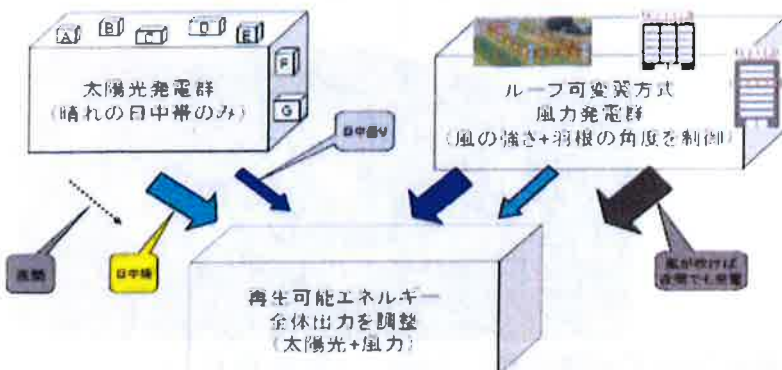 A
B
C
D
E
F
G
太陽光発電群
(晴れの日中帯のみ)
ループ可変翼方式
風力発電群
(風の強さ+羽根の角度を制御)
日中曇り
夜間
日中晴
風が吹けば
夜間でも発電
再生可能エネルギー
全体出力を調整
(太陽光+風力)